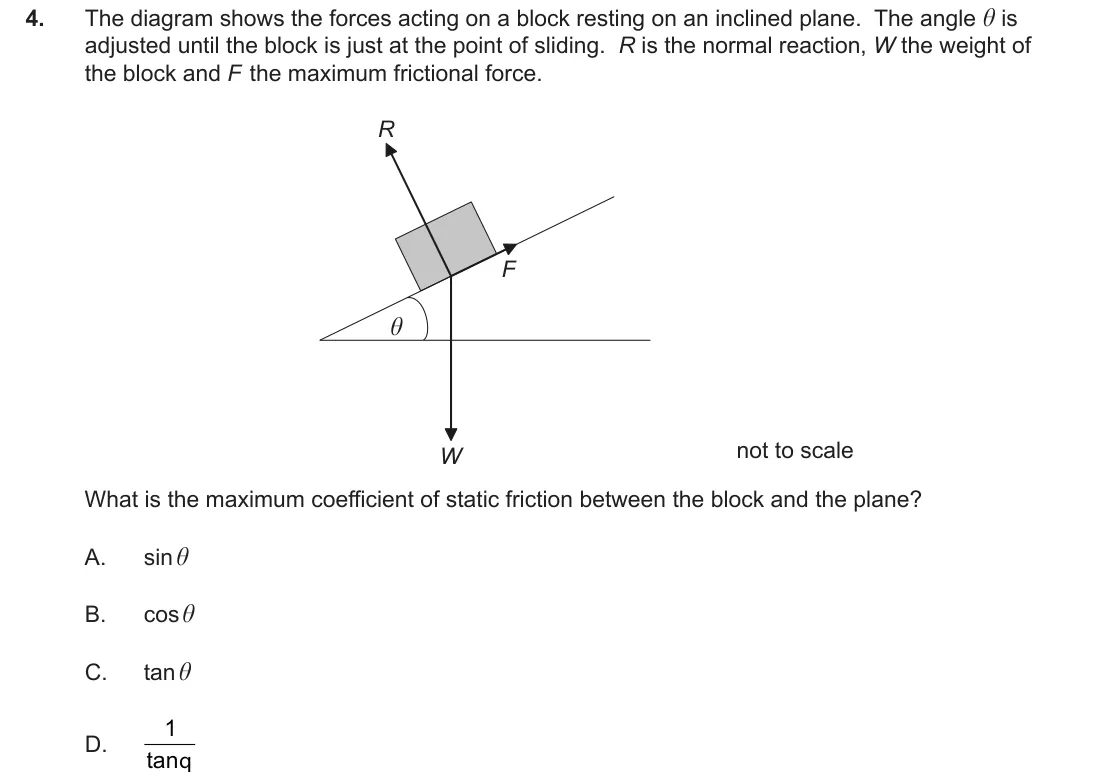 4. The diagram shows the forces acting on a block resting on an inclined plane. The angle θ is
adjusted until the block is just at the point of sliding. R is the normal reaction, W the weight of
the block and F the maximum frictional force.
R
F
θ
W
not to scale
What is the maximum coefficient of static friction between the block and the plane?
A. sin θ
B. cos θ
C. tan θ
D. 1
tanq